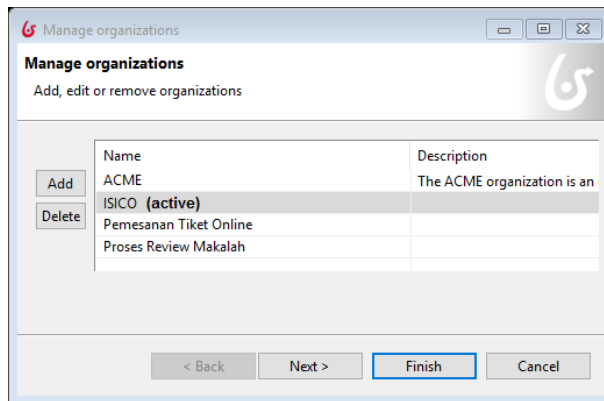 Manage organizations
Manage organizations
Add, edit or remove organizations
Name Description
Add ACME The ACME organization is an
ISICO (active)
Delete
Pemesanan Tiket Online
Proses Review Makalah
< Back Next > Finish Cancel